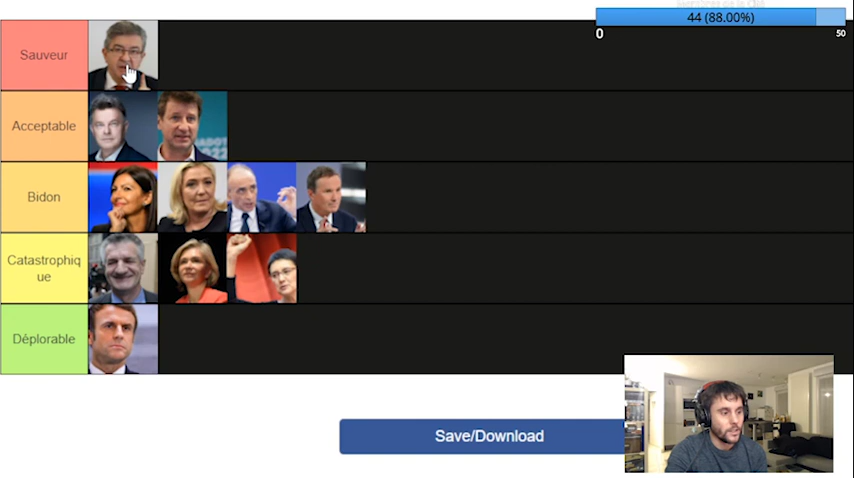 44 (88.00%)
0
50
Sauveur
Acceptable
Bidon
Catastrophiq
ue
Déplorable
Save/Download